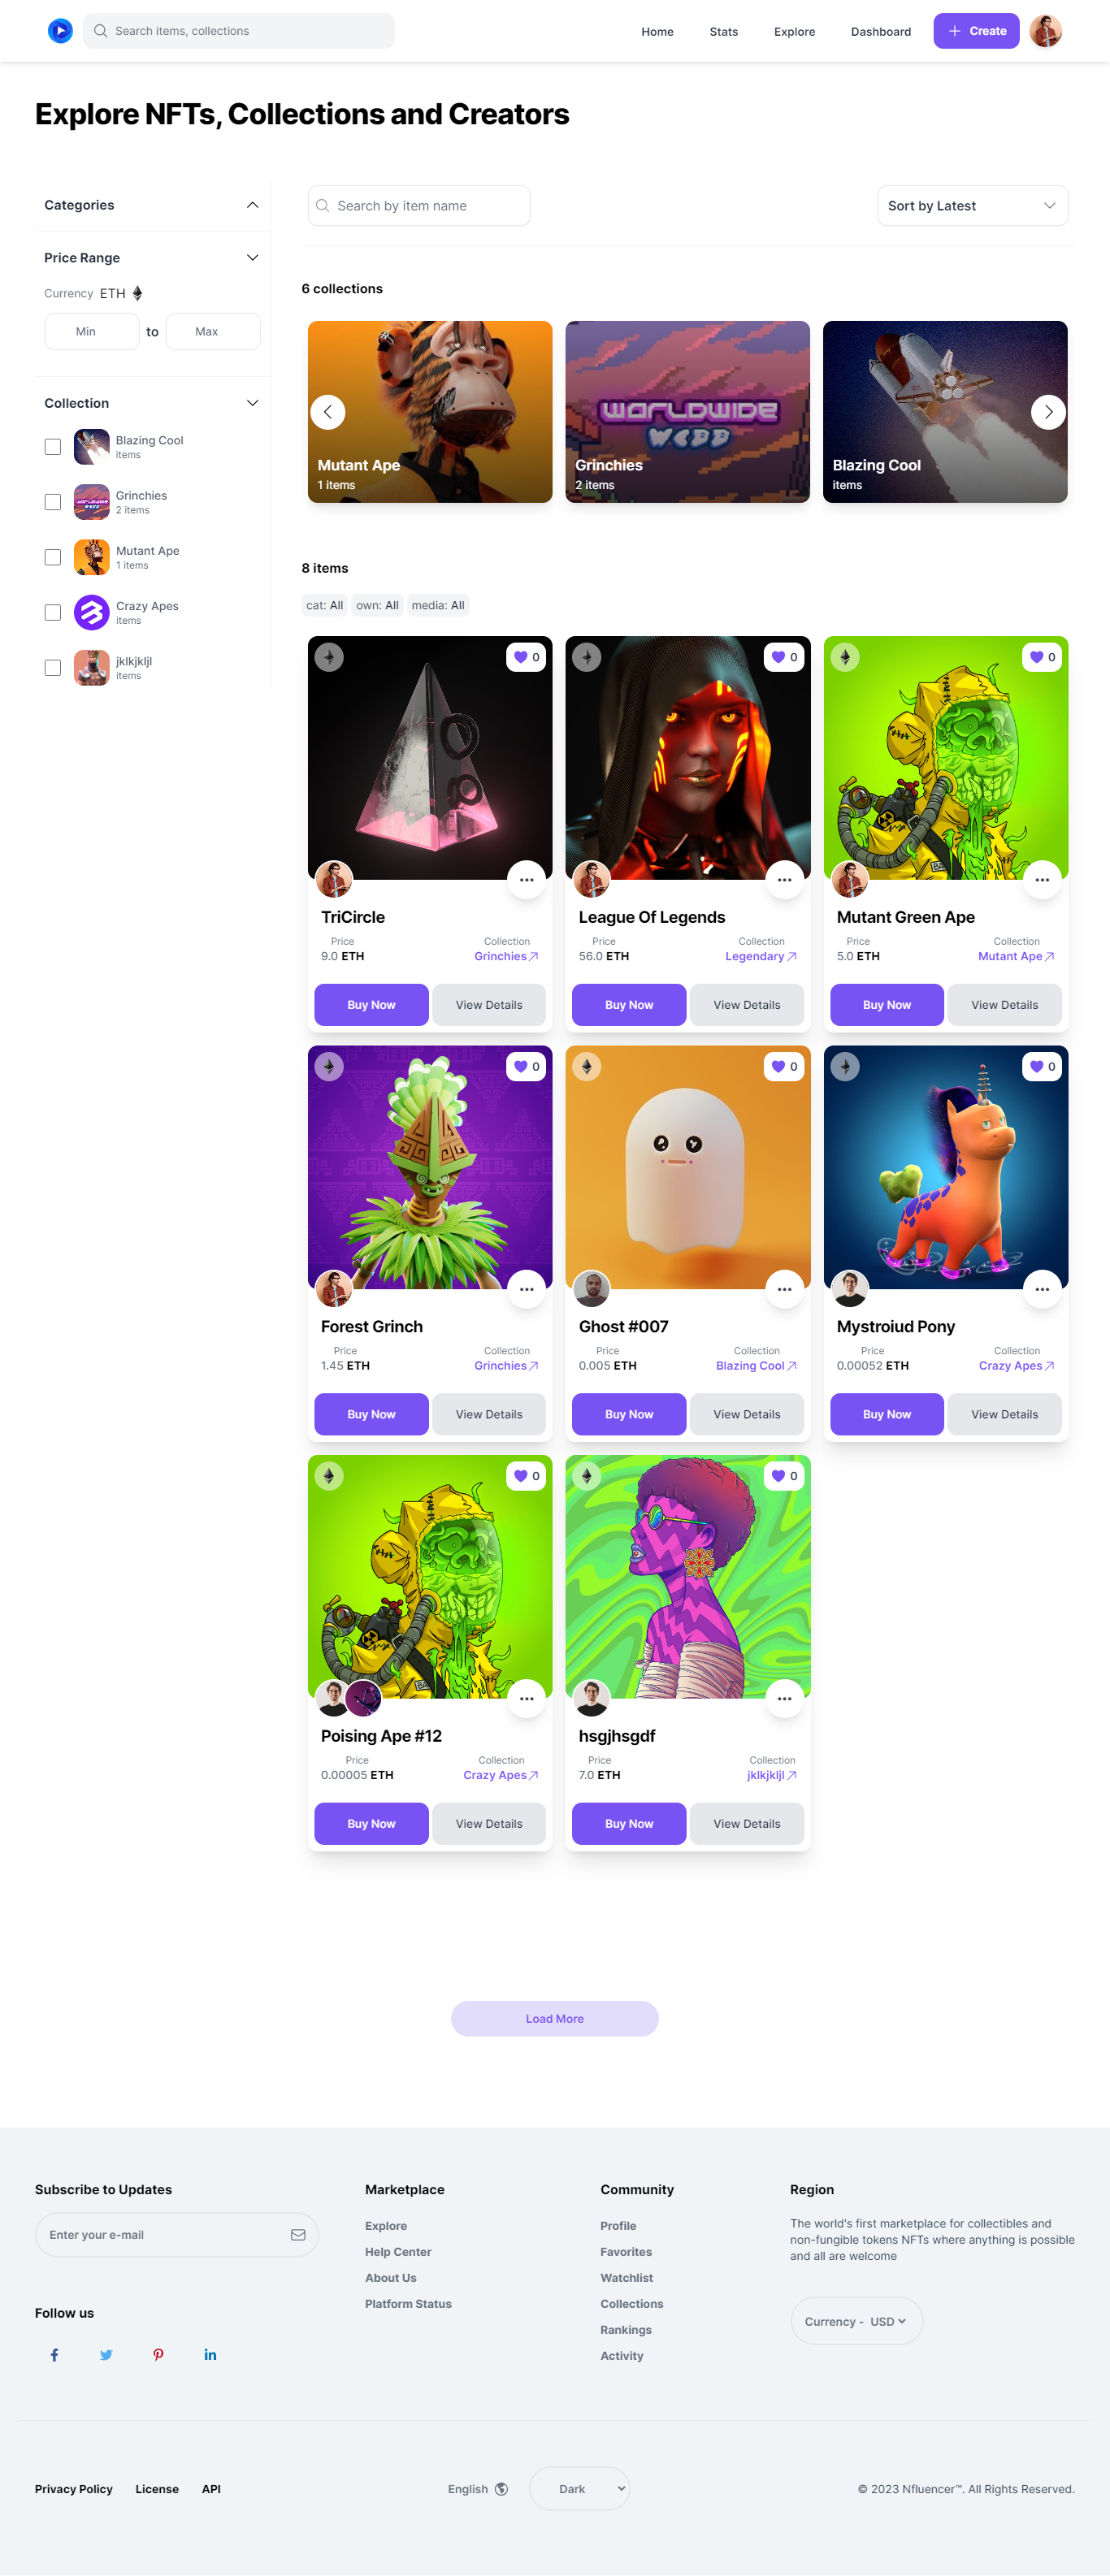 Search items, collections
Home
Stats
Explore
Dashboard
Create
Explore NFTs, Collections and Creators
Categories
Price Range
Currency ETH
Min to Max
Collection
Blazing Cool
items
Grinchies
2 items
Mutant Ape
1 items
Crazy Apes
items
jklkjkljl
items
Search by item name
Sort by Latest
6 collections
Mutant Ape
1 items
WORLDWIDE
WEBB
Grinchies
2 items
Blazing Cool
items
8 items
cat: All own: All media: All
0
TriCircle
Price
9.0 ETH
Collection
Grinchies
Buy Now
View Details
0
League Of Legends
Price
56.0 ETH
Collection
Legendary
Buy Now
View Details
0
Mutant Green Ape
Price
5.0 ETH
Collection
Mutant Ape
Buy Now
View Details
0
Forest Grinch
Price
1.45 ETH
Collection
Grinchies
Buy Now
View Details
0
Ghost #007
Price
0.005 ETH
Collection
Blazing Cool
Buy Now
View Details
0
Mystroiud Pony
Price
0.00052 ETH
Collection
Crazy Apes
Buy Now
View Details
0
Poising Ape #12
Price
0.00005 ETH
Collection
Crazy Apes
Buy Now
View Details
0
hsgjhsgdf
Price
7.0 ETH
Collection
jklkjkljl
Buy Now
View Details
Load More
Subscribe to Updates
Enter your e-mail
Follow us
Marketplace
Explore
Help Center
About Us
Platform Status
Community
Profile
Favorites
Watchlist
Collections
Rankings
Activity
Region
The world's first marketplace for collectibles and
non-fungible tokens NFTs where anything is possible
and all are welcome
Currency - USD
Privacy Policy
License
API
English
Dark
© 2023 Nfluencer™. All Rights Reserved.